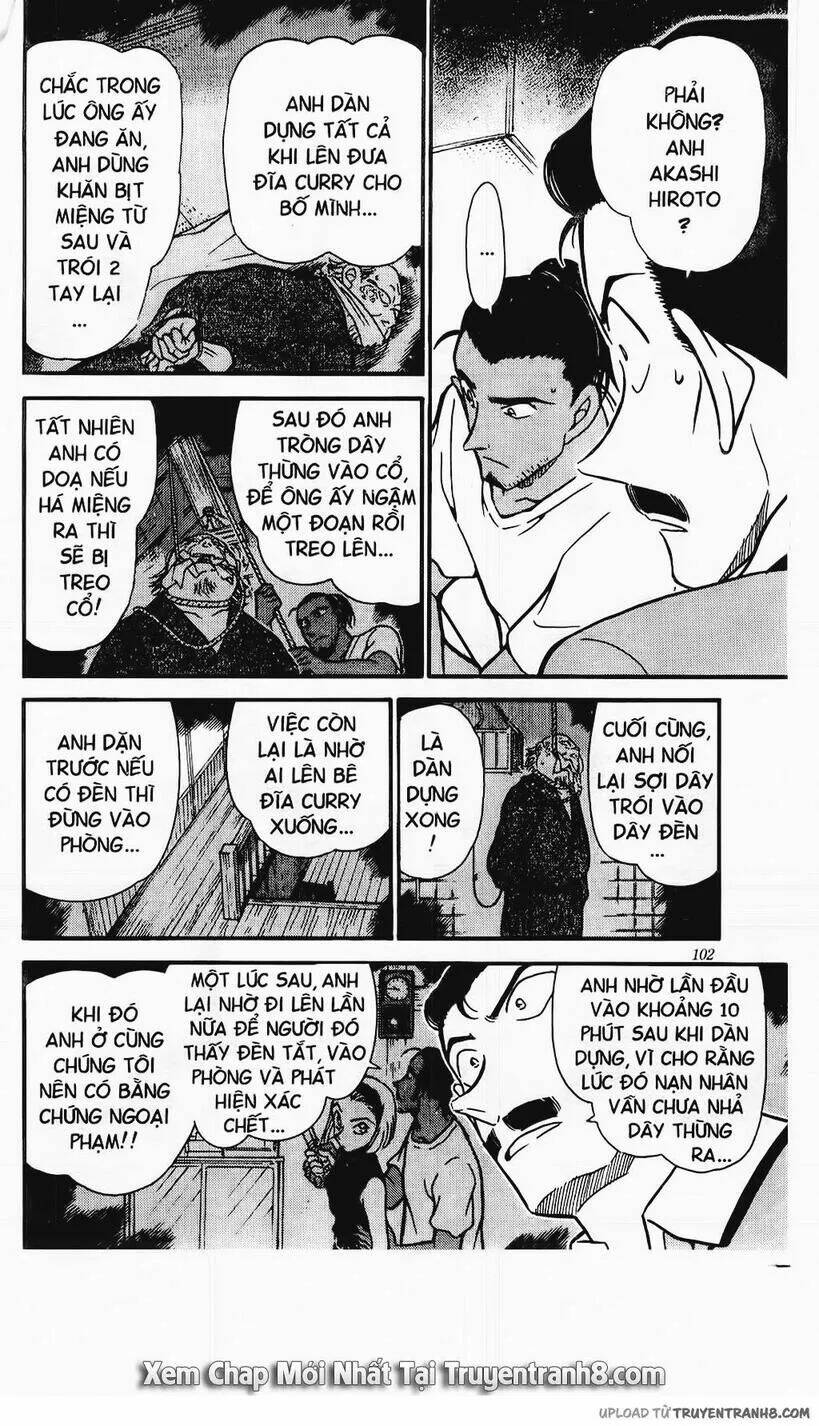 PHẢI
KHÔNG?
ANH
AKASHI
HIROTO
?
...
ANH DÀN
DỰNG TẤT CẢ
KHI LÊN ĐƯA
ĐĨA CURRY CHO
BỐ MÌNH...
CHẮC TRONG
LÚC ÔNG ẤY
ĐANG ĂN,
ANH DÙNG
KHĂN BỊT
MIỆNG TỪ
SAU VÀ
TRÓI 2
TAY LẠI
...
SAU ĐÓ ANH
TRÒNG DÂY
THỪNG VÀO CỔ,
ĐỂ ÔNG ẤY NGẬM
MỘT ĐOẠN RỒI
TREO LÊN...
TẤT NHIÊN
ANH CÓ
DOẠ NẾU
HÁ MIỆNG
RA THÌ
SẼ BỊ
TREO
CỔ!
CUỐI CÙNG,
ANH NỐI
LẠI SỢI DÂY
TRÓI VÀO
DÂY ĐÈN
...
LÀ
DÀN
DỰNG
XONG
!
VIỆC CÒN
LẠI LÀ NHỜ
AI LÊN BÊ
ĐĨA CURRY
XUỐNG...
ANH DẶN
TRƯỚC NẾU
CÓ ĐÈN THÌ
ĐỪNG VÀO
PHÒNG...
102
ANH NHỜ LẦN ĐẦU
VÀO KHOẢNG 10
PHÚT SAU KHI DÀN
DỰNG, VÌ CHO RẰNG
LÚC ĐÓ NẠN NHÂN
VẪN CHƯA NHẢ
DÂY THỪNG
RA...
MỘT LÚC SAU, ANH
LẠI NHỜ ĐI LÊN LẦN
NỮA ĐỂ NGƯỜI ĐÓ
THẤY ĐÈN TẮT, VÀO
PHÒNG VÀ PHÁT
HIỆN XÁC
CHẾT...
KHI ĐÓ
ANH Ở CÙNG
CHÚNG TÔI
NÊN CÓ BẰNG
CHỨNG NGOẠI
PHẠM!!
Xem Chap Mới Nhất Tại Truyentranh8.com
UPLOAD TỪ TRUYENTRANH8.COM